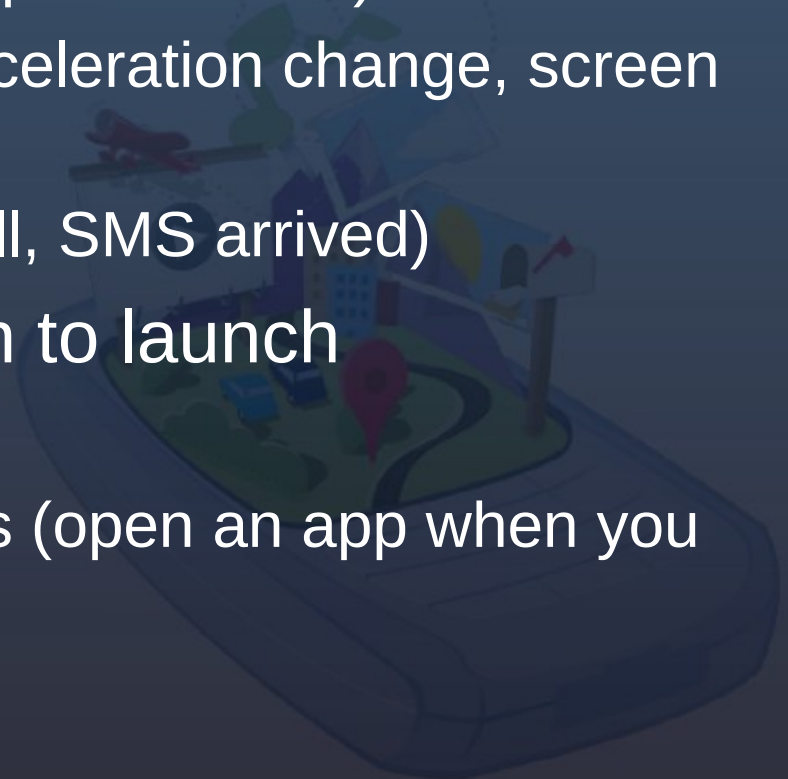 celeration change, screen
ll, SMS arrived)
n to launch
s (open an app when you